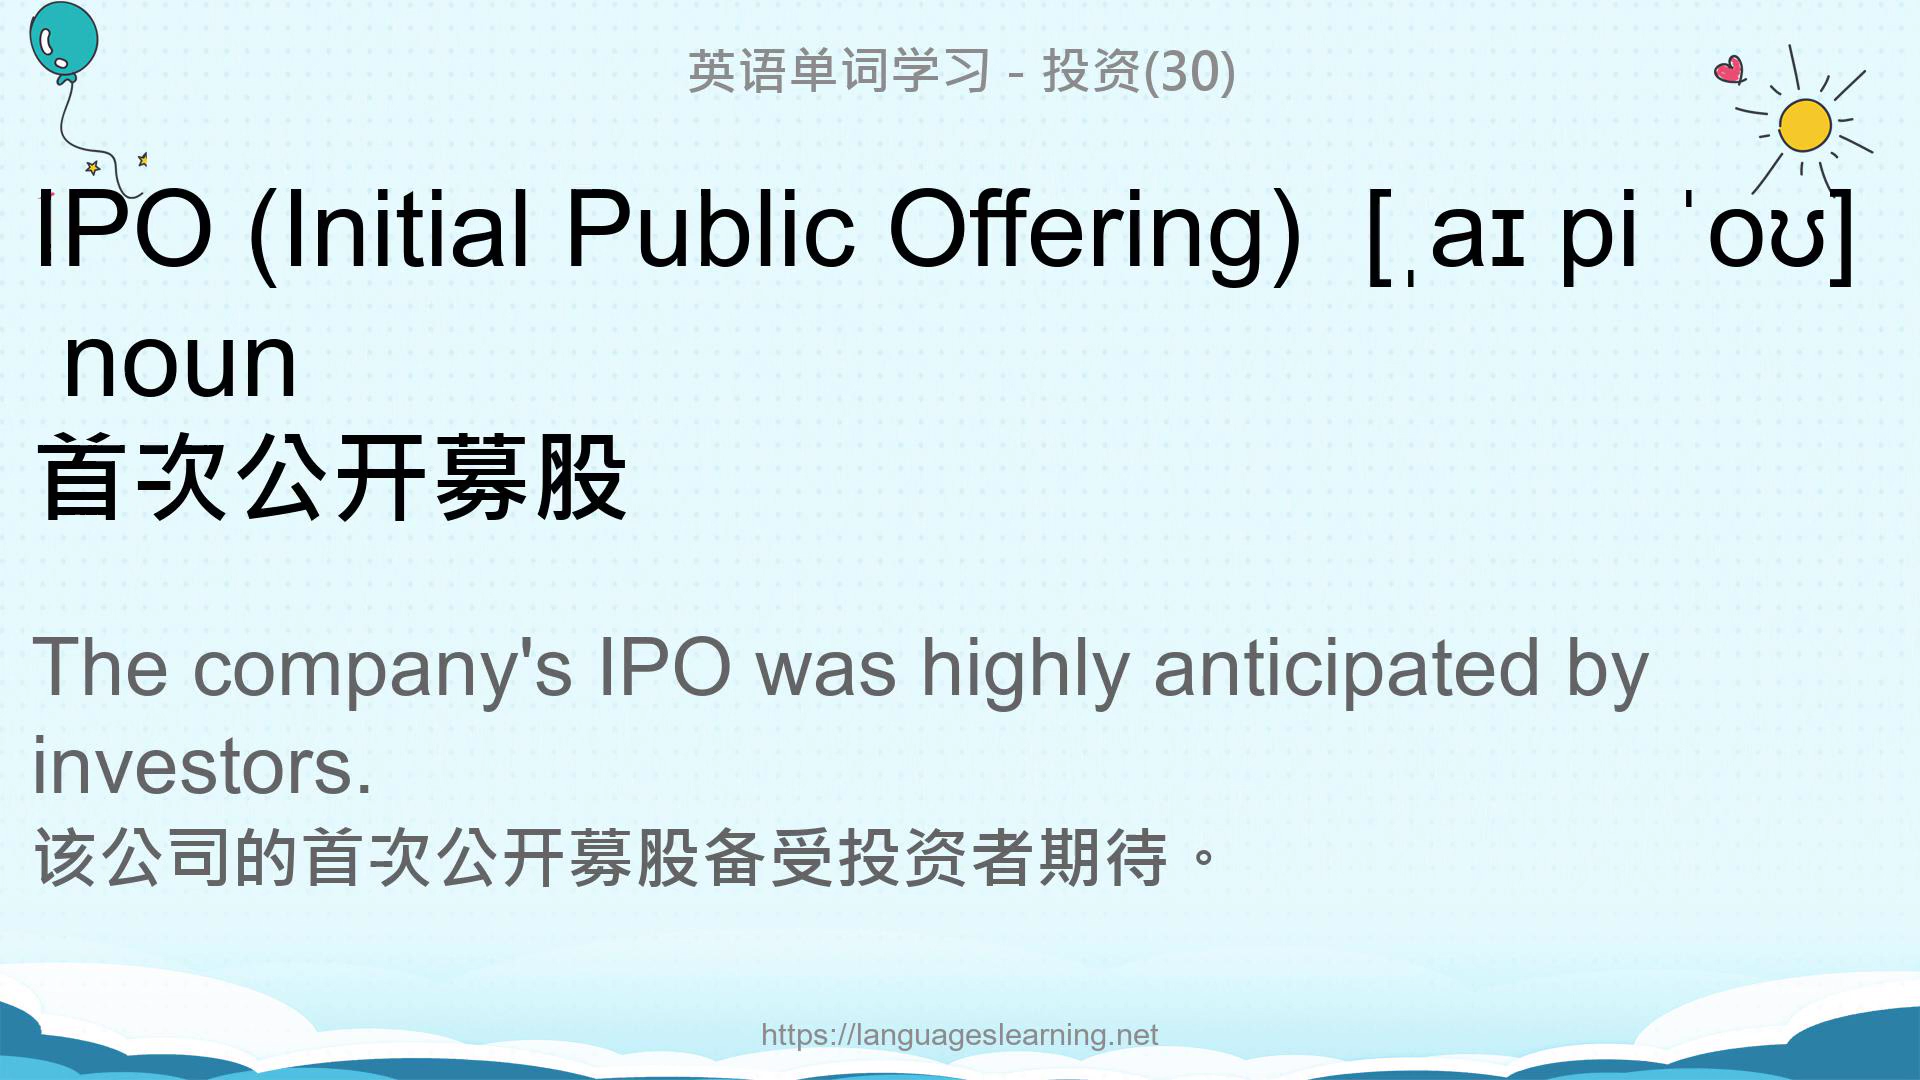 英语单词学习 - 投资(30)
IPO (Initial Public Offering)  [ˌaɪ pi ˈoʊ]
noun
首次公开募股
The company's IPO was highly anticipated by
investors.
该公司的首次公开募股备受投资者期待。
https://languageslearning.net